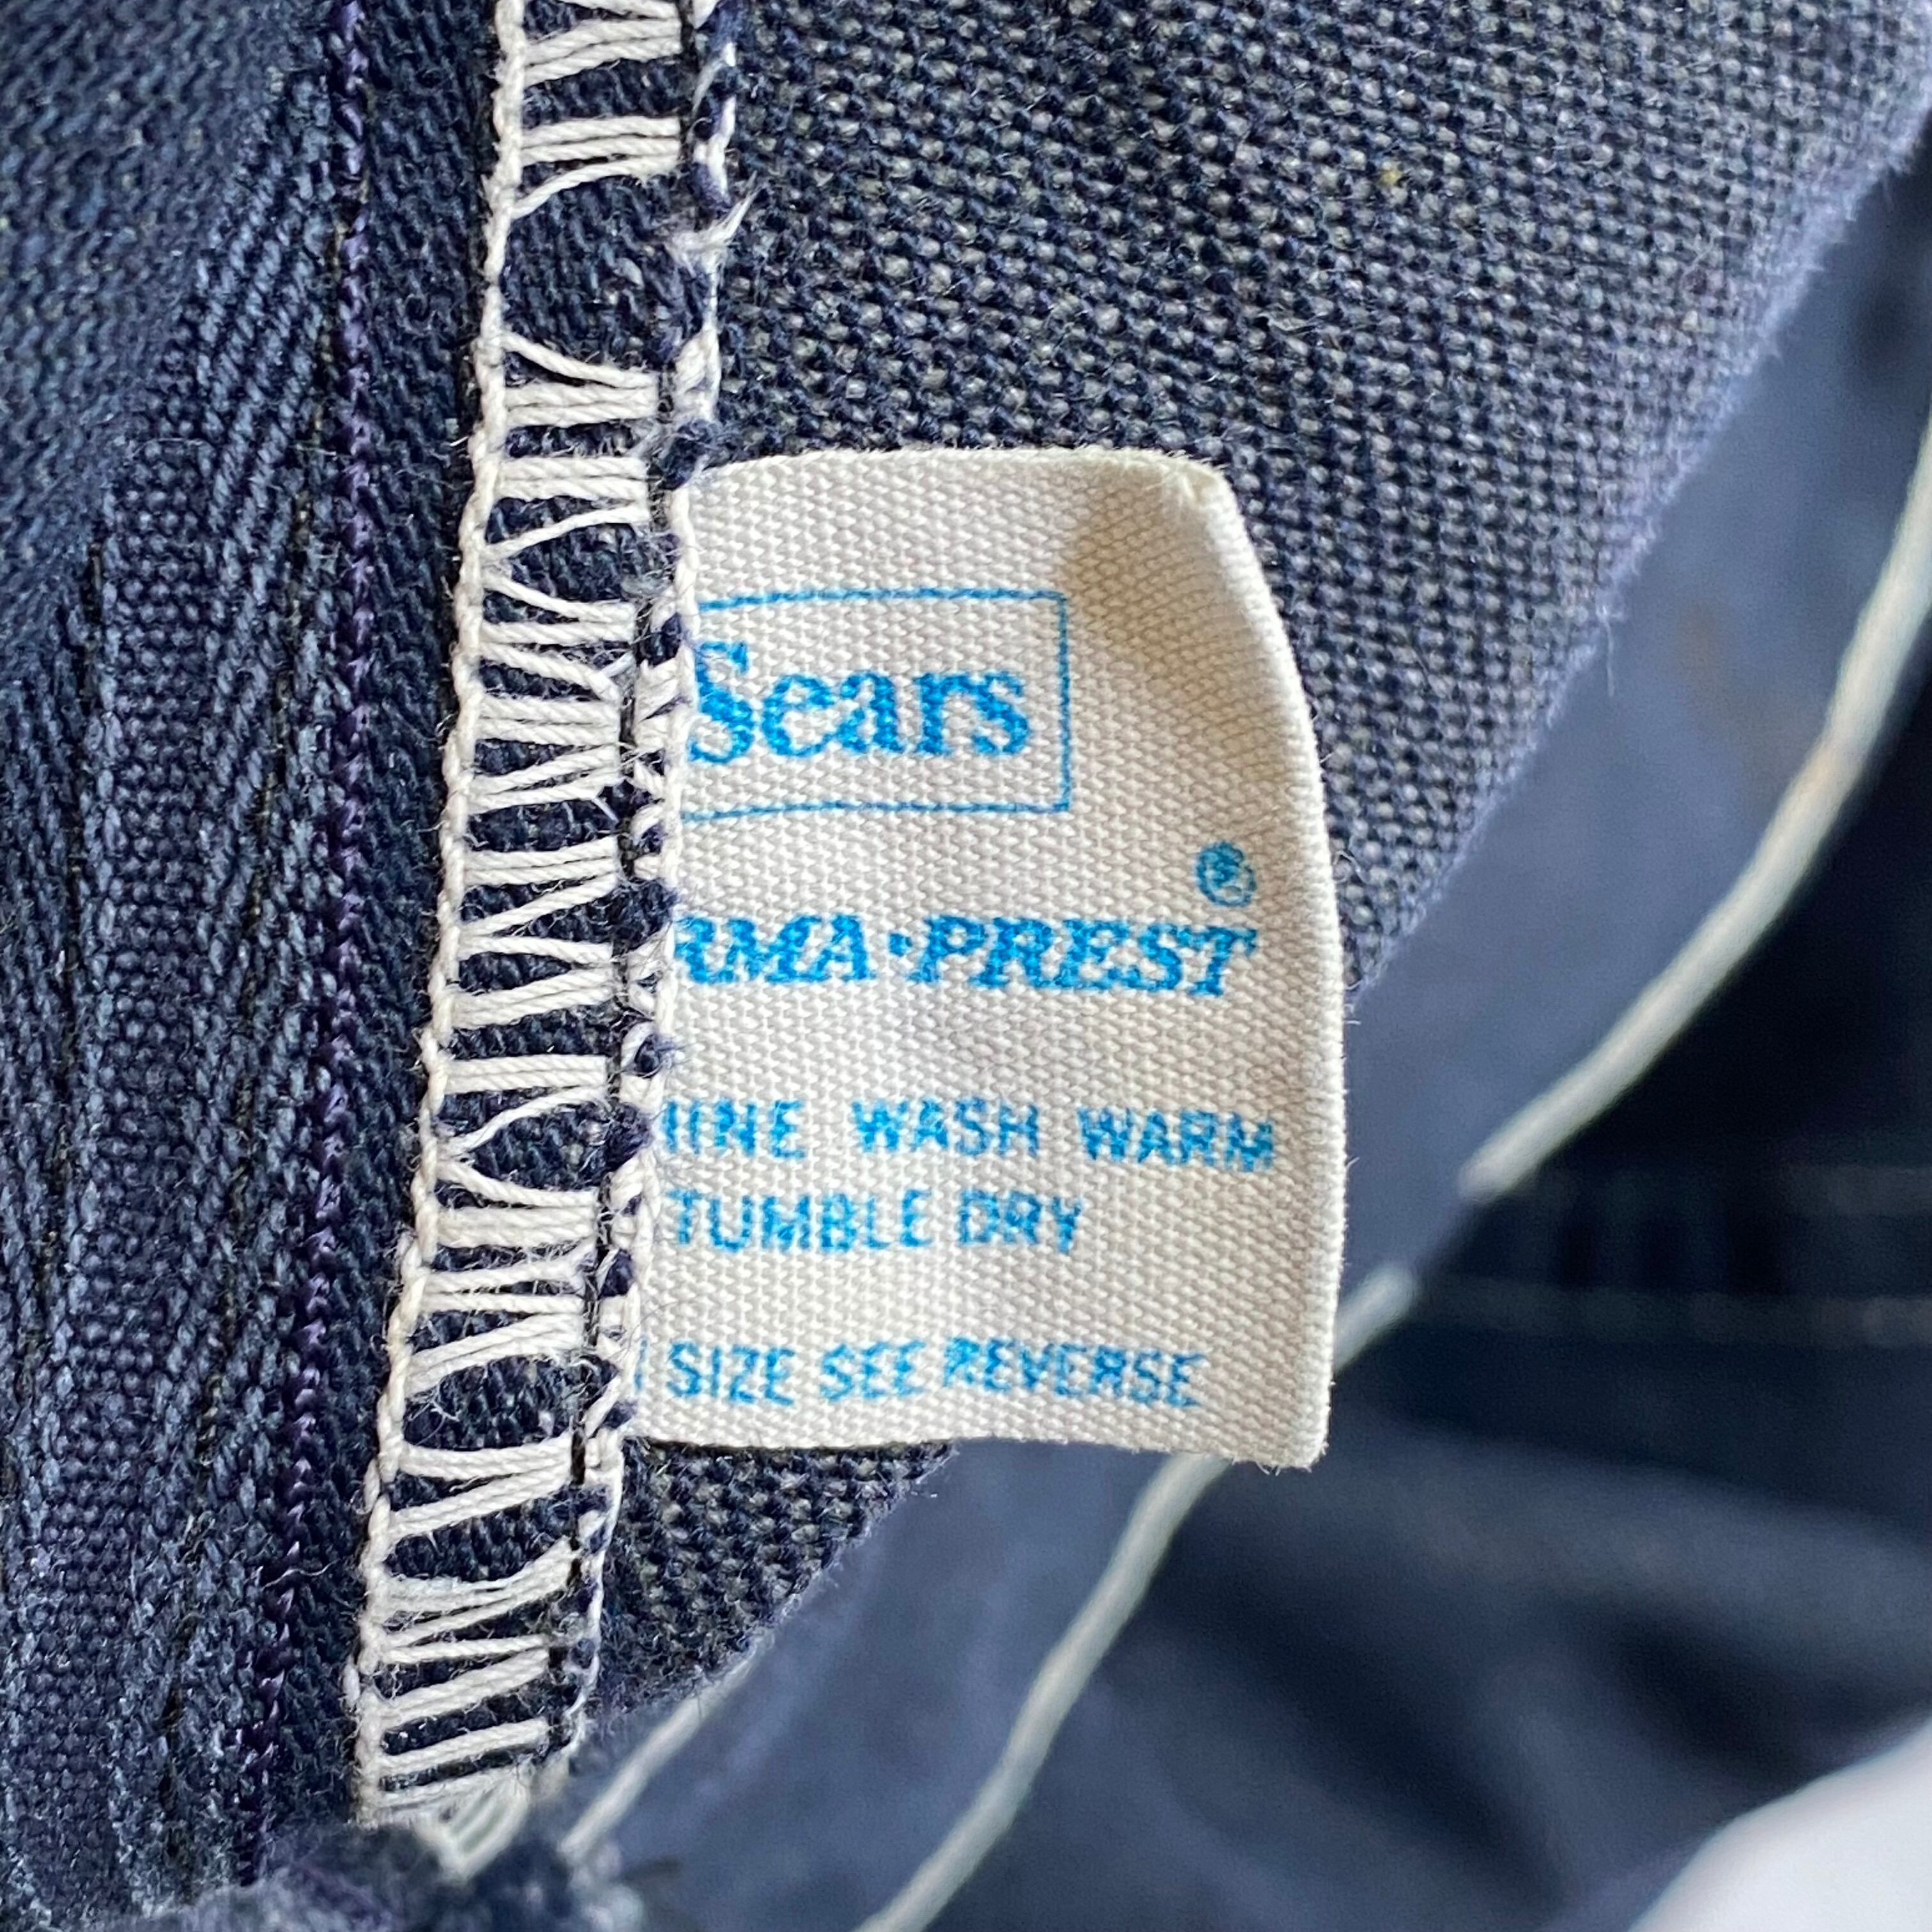 Sears
®
RMA·PREST
HINE WASH WARM
TUMBLE DRY
SIZE SEE REVERSE